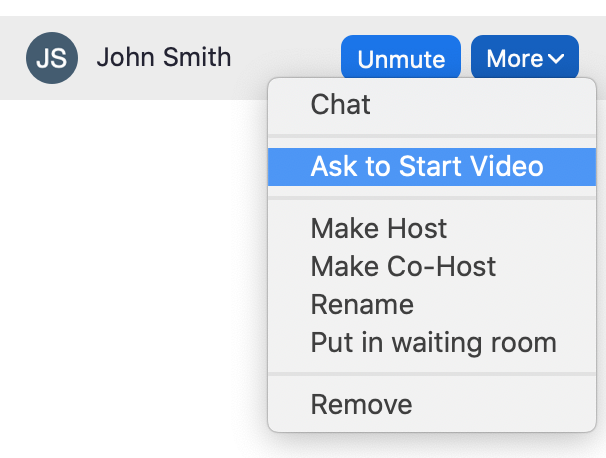 JS John Smith Unmute More
Chat
Ask to Start Video
Make Host
Make Co-Host
Rename
Put in waiting room
Remove